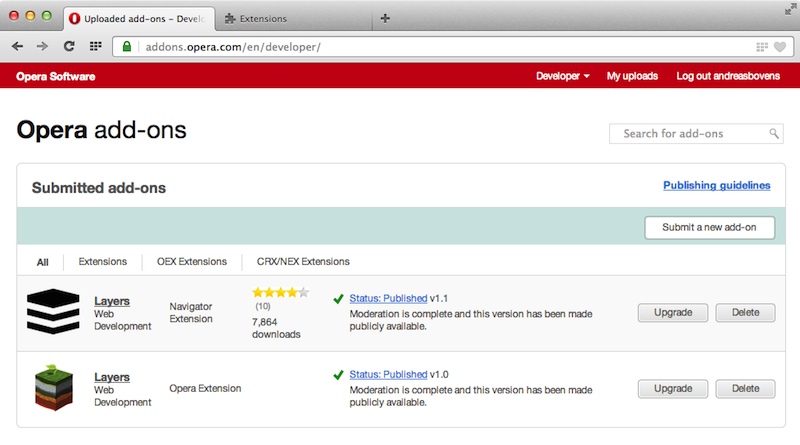 Uploaded add-ons – Develo
Extensions
addons.opera.com/en/developer/
Opera Software
Developer
My uploads
Log out andreasbovens
Opera add-ons
Search for add-ons
Submitted add-ons
Publishing guidelines
Submit a new add-on
All
Extensions
OEX Extensions
CRX/NEX Extensions
Layers
Web
Development
Navigator
Extension
(10)
7,864
downloads
Status: Published v1.1
Moderation is complete and this version has been made
publicly available.
Upgrade
Delete
Layers
Web
Development
Opera Extension
Status: Published v1.0
Moderation is complete and this version has been made
publicly available.
Upgrade
Delete